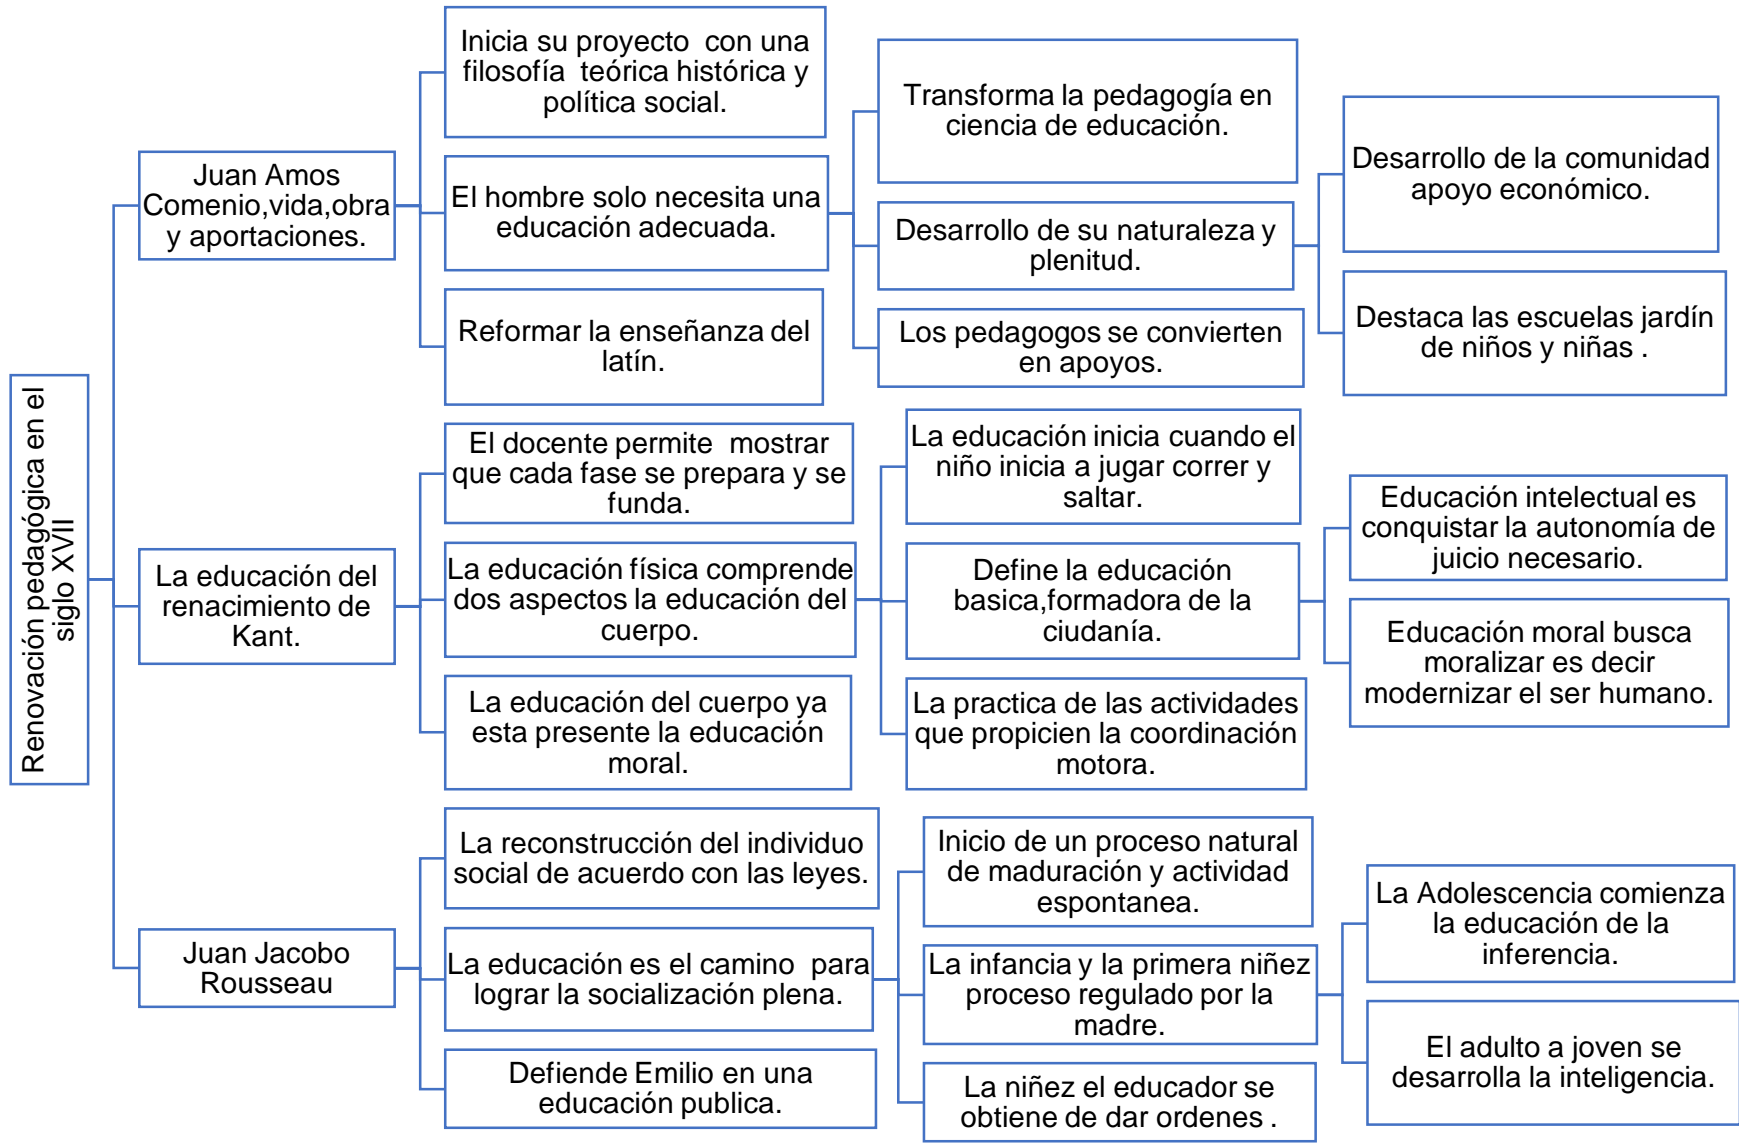 Renovación pedagógica en el
siglo XVII
Juan Amos
Comenio,vida,obra
y aportaciones.
Inicia su proyecto con una
filosofía teórica histórica y
política social.
El hombre solo necesita una
educación adecuada.
Reformar la enseñanza del
latín.
Transforma la pedagogía en
ciencia de educación.
Desarrollo de su naturaleza y
plenitud.
Los pedagogos se convierten
en apoyos.
Desarrollo de la comunidad
apoyo económico.
Destaca las escuelas jardín
de niños y niñas .
La educación del
renacimiento de
Kant.
El docente permite mostrar
que cada fase se prepara y se
funda.
La educación física comprende
dos aspectos la educación del
cuerpo.
La educación del cuerpo ya
esta presente la educación
moral.
La educación inicia cuando el
niño inicia a jugar correr y
saltar.
Define la educación
basica,formadora de la
ciudanía.
La practica de las actividades
que propicien la coordinación
motora.
Educación intelectual es
conquistar la autonomía de
juicio necesario.
Educación moral busca
moralizar es decir
modernizar el ser humano.
Juan Jacobo
Rousseau
La reconstrucción del individuo
social de acuerdo con las leyes.
La educación es el camino para
lograr la socialización plena.
Defiende Emilio en una
educación publica.
Inicio de un proceso natural
de maduración y actividad
espontanea.
La infancia y la primera niñez
proceso regulado por la
madre.
La niñez el educador se
obtiene de dar ordenes .
La Adolescencia comienza
la educación de la
inferencia.
El adulto a joven se
desarrolla la inteligencia.